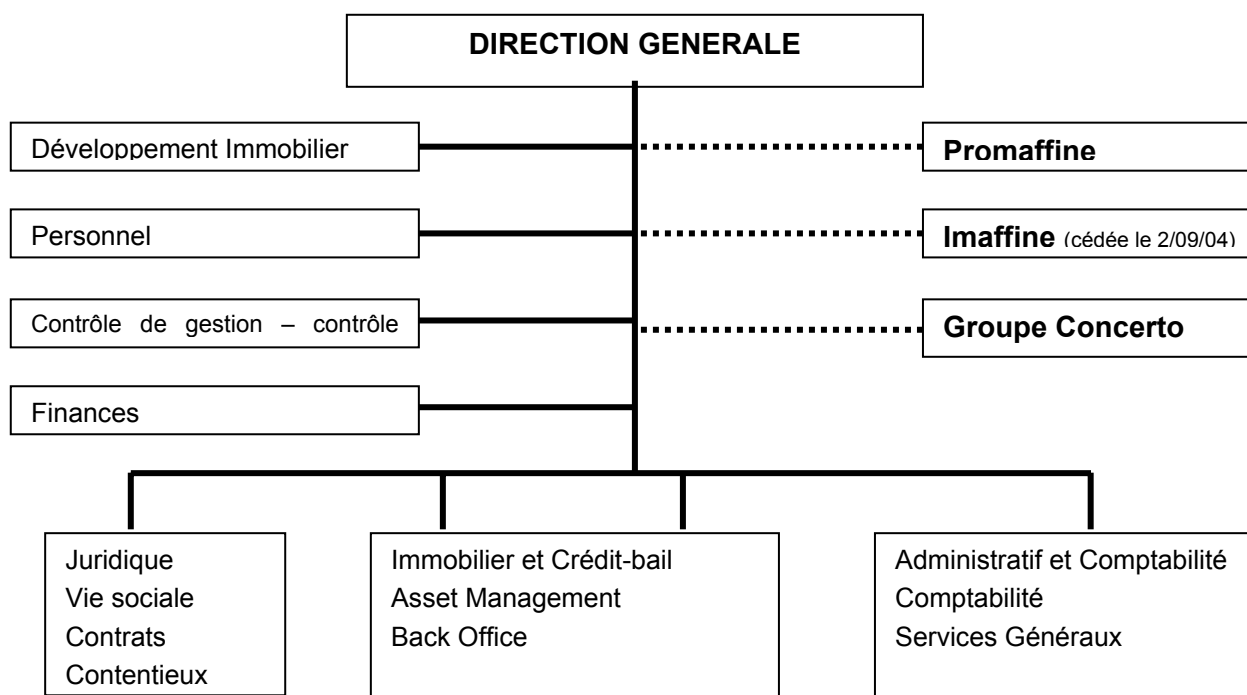 DIRECTION GENERALE
Développement Immobilier
Promaffine
Personnel
Imaffine (cédée le 2/09/04)
Contrôle de gestion – contrôle
Groupe Concerto
Finances
Juridique
Vie sociale
Contrats
Contentieux
Immobilier et Crédit-bail
Asset Management
Back Office
Administratif et Comptabilité
Comptabilité
Services Généraux